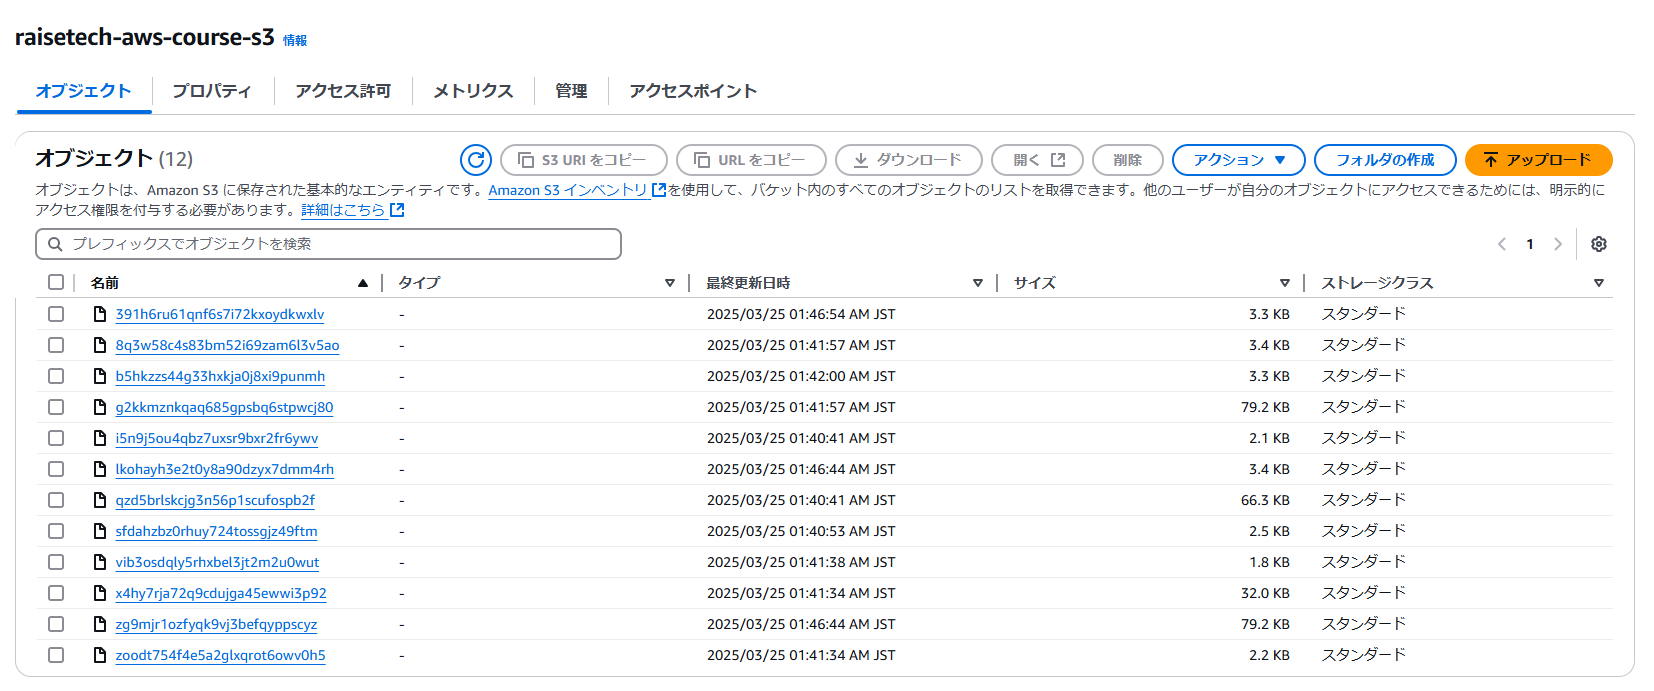 raisetech-aws-course-s3 情報
オブジェクト プロパティ アクセス許可 メトリクス 管理 アクセスポイント
オブジェクト (12) S3 URI をコピー URL をコピー ダウンロード 開く 削除 アクション フォルダの作成 アップロード
オブジェクトは、Amazon S3 に保存された基本的なエンティティです。Amazon S3 インベントリ を使用して、バケット内のすべてのオブジェクトのリストを取得できます。他のユーザーが自分のオブジェクトにアクセスできるためには、明示的に
アクセス権限を付与する必要があります。詳細はこちら
プレフィックスでオブジェクトを検索 1
名前 タイプ 最終更新日時 サイズ ストレージクラス
391h6ru61qnf6s7i72kxoydkwxlv - 2025/03/25 01:46:54 AM JST 3.3 KB スタンダード
8q3w58c4s83bm52i69zam6l3v5ao - 2025/03/25 01:41:57 AM JST 3.4 KB スタンダード
b5hkzzs44g33hxkja0j8xi9punmh - 2025/03/25 01:42:00 AM JST 3.3 KB スタンダード
g2kkmznkqaq685gpsbq6stpwcj80 - 2025/03/25 01:41:57 AM JST 79.2 KB スタンダード
i5n9j5ou4qbz7uxsr9bxr2fr6ywv - 2025/03/25 01:40:41 AM JST 2.1 KB スタンダード
lkohayh3e2t0y8a90dzyx7dmm4rh - 2025/03/25 01:46:44 AM JST 3.4 KB スタンダード
qzd5brlskcjg3n56p1scufospb2f - 2025/03/25 01:40:41 AM JST 66.3 KB スタンダード
sfdahzbz0rhuy724tossgjz49ftm - 2025/03/25 01:40:53 AM JST 2.5 KB スタンダード
vib3osdqly5rhxbel3jt2m2u0wut - 2025/03/25 01:41:38 AM JST 1.8 KB スタンダード
x4hy7rja72q9cdujga45ewwi3p92 - 2025/03/25 01:41:34 AM JST 32.0 KB スタンダード
zg9mjr1ozfyqk9vj3befqyppscyz - 2025/03/25 01:46:44 AM JST 79.2 KB スタンダード
zoodt754f4e5a2glxqrot6owv0h5 - 2025/03/25 01:41:34 AM JST 2.2 KB スタンダード